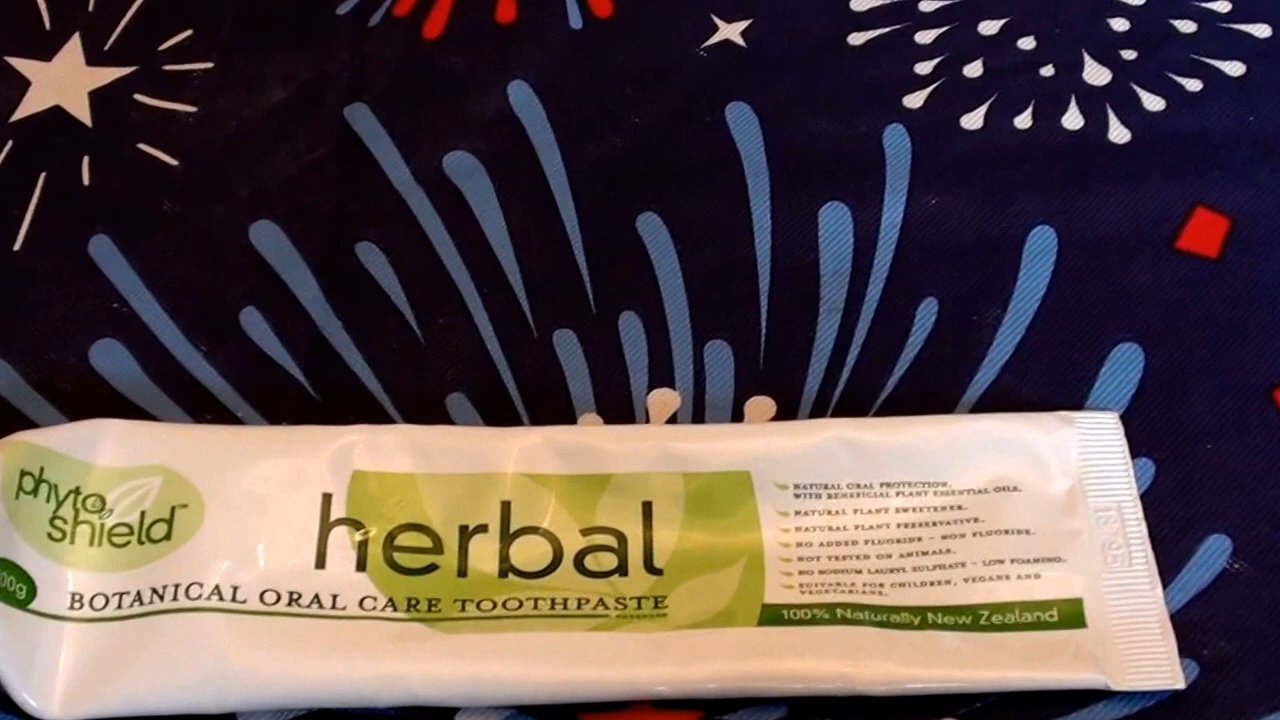 phyto
shield™
00g
herbal
BOTANICAL ORAL CARE TOOTHPASTE
NATURAL ORAL PROTECTION,
WITH BENEFICIAL PLANT ESSENTIAL OILS.
NATURAL PLANT SWEETENER.
NATURAL PLANT PRESERVATIVE.
NO ADDED FLUORIDE - NON FLUORIDE.
NOT TESTED ON ANIMALS.
NO SODIUM LAURYL SULPHATE - LOW FOAMING.
SUITABLE FOR CHILDREN, VEGANS AND
VEGETARIANS.
100% Naturally New Zealand